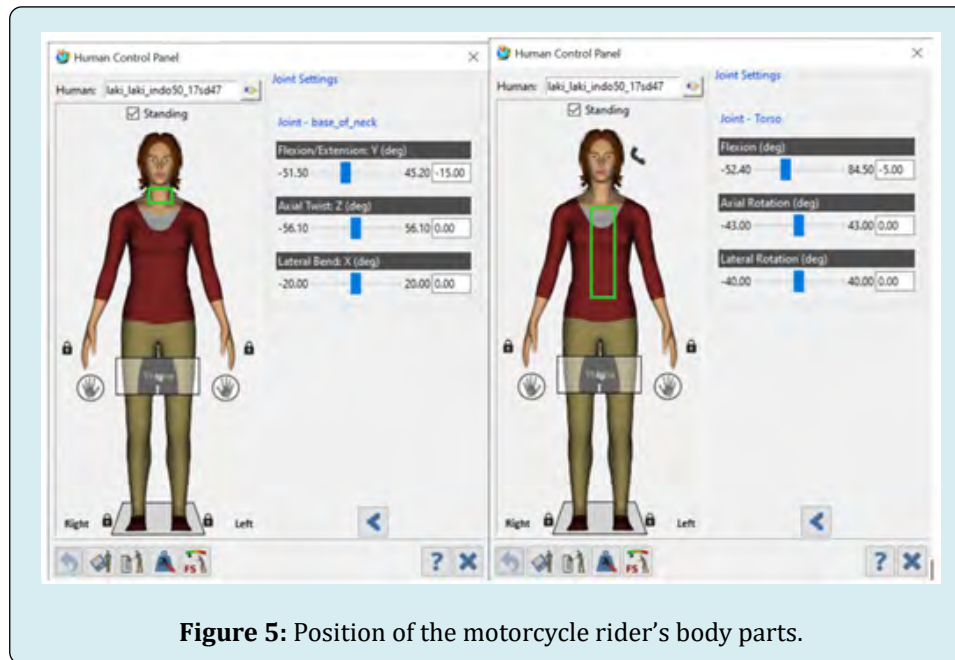 Human Control Panel
Human: laki_laki_indo50_17sd47
Standing
Joint Settings
Joint - base_of_neck
Flexion/Extension: Y (deg)
-51.50 45.20 -15.00
Axial Twist: Z (deg)
-56.10 56.10 0.00
Lateral Bend: X (deg)
-20.00 20.00 0.00
Right Left
FS
?
Human Control Panel
Human: laki_laki_indo50_17sd47
Standing
Joint Settings
Joint - Torso
Flexion (deg)
-52.40 84.50 -5.00
Axial Rotation (deg)
-43.00 43.00 0.00
Lateral Rotation (deg)
-40.00 40.00 0.00
Right Left
FS
?
Figure 5: Position of the motorcycle rider's body parts.